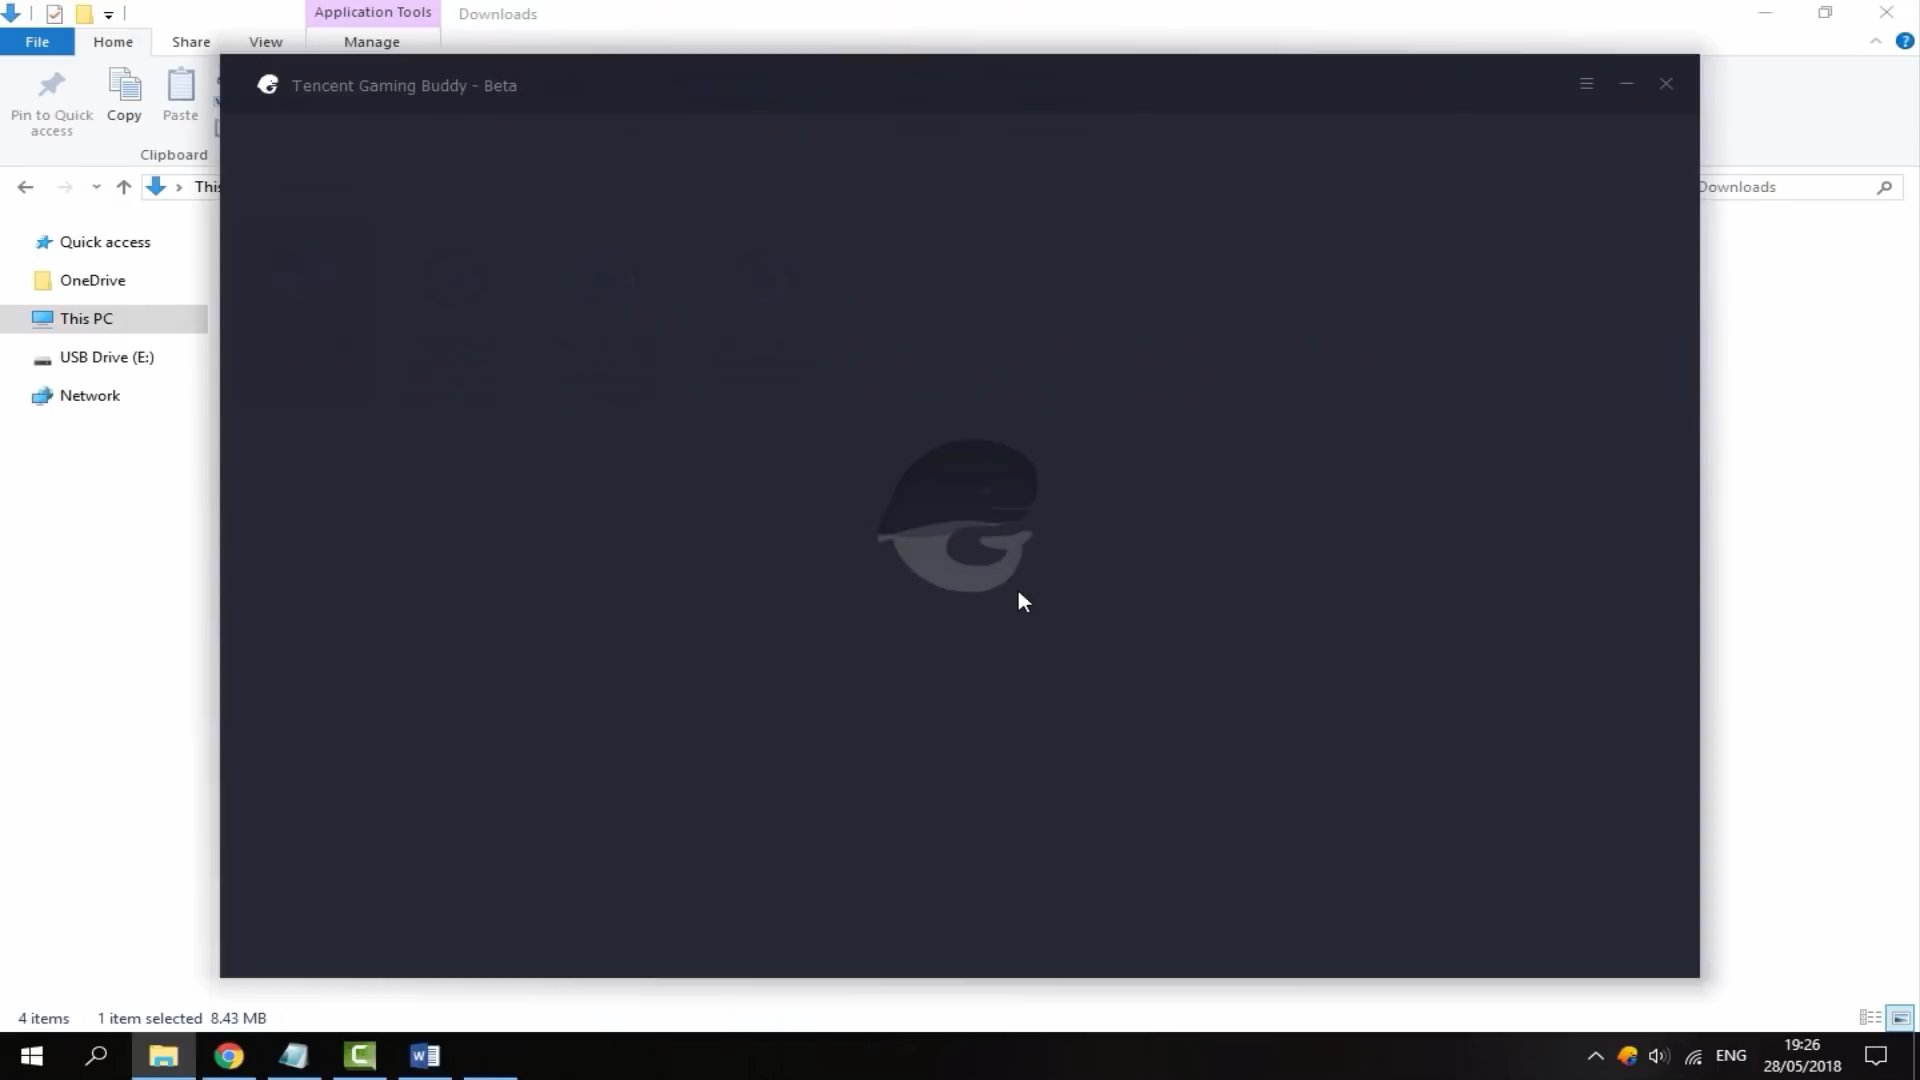 Application Tools
Downloads
File
Home
Share
View
Manage
Tencent Gaming Buddy - Beta
Pin to Quick
access
Copy
Paste
Clipboard
This
Downloads
Quick access
OneDrive
This PC
USB Drive (E:)
Network
4 items
1 item selected 8.43 MB
ENG
19:26
28/05/2018